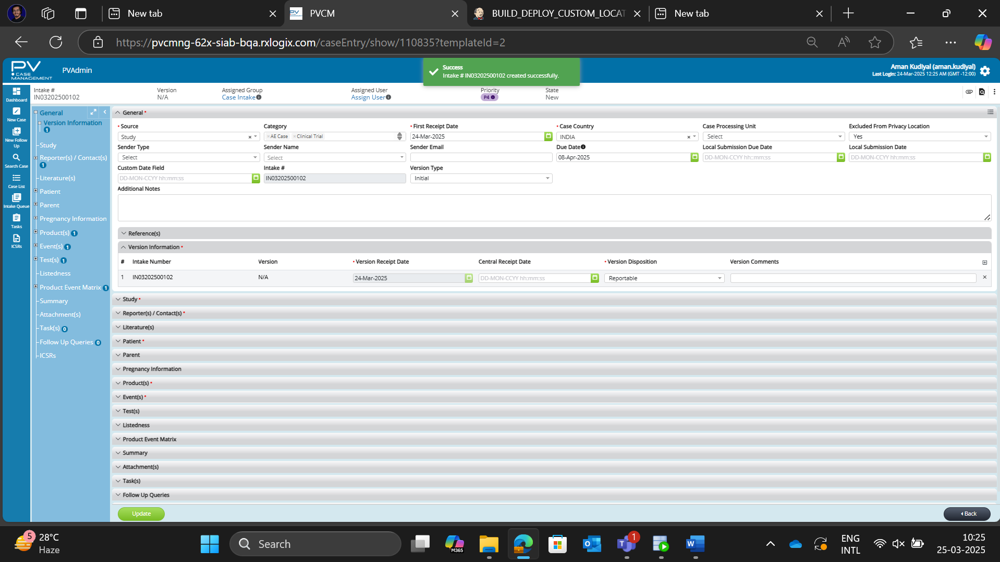 New tab
PVCM
BUILD_DEPLOY_CUSTOM_LOCAT
New tab
https://pvcmng-62x-siab-bqa.rxlogix.com/caseEntry/show/110835?templateId=2
PV
CASE
MANAGEMENT
PVAdmin
Success
Intake # IN03202500102 created successfully.
Aman Kudiyal (aman.kudiyal)
Last Login: 24-Mar-2025 12:25 AM (GMT -12:00)
Intake #
IN03202500102
Version
N/A
Assigned Group
Case Intake
Assigned User
Assign User
Priority
P4
State
New
Dashboard
New Case
New Follow
Up
Search Case
Case List
Intake Queue
Tasks
ICSRs
General
Version Information
1
Study
Reporter(s) / Contact(s)
1
Literature(s)
Patient
Parent
Pregnancy Information
Product(s) 1
Event(s) 1
Test(s) 1
Listedness
Product Event Matrix 1
Summary
Attachment(s)
Task(s) 0
Follow Up Queries 0
ICSRs
General *
* Source
Category
* First Receipt Date
* Case Country
Case Processing Unit
Excluded From Privacy Location
Study
× AE Case × Clinical Trial
24-Mar-2025
INDIA
Select
Yes
Sender Type
Sender Name
Sender Email
Due Date
Local Submission Due Date
Local Submission Date
Select
Select
08-Apr-2025
DD-MON-CCYY hh:mm:ss
DD-MON-CCYY hh:mm:ss
Custom Date Field
Intake #
Version Type
DD-MON-CCYY hh:mm:ss
IN03202500102
Initial
Additional Notes
Reference(s)
Version Information *
# Intake Number Version * Version Receipt Date Central Receipt Date * Version Disposition Version Comments
1 IN03202500102 N/A 24-Mar-2025 DD-MON-CCYY hh:mm:ss Reportable
Study *
Reporter(s) / Contact(s) *
Literature(s)
Patient *
Parent
Pregnancy Information
Product(s) *
Event(s) *
Test(s)
Listedness
Product Event Matrix
Summary
Attachment(s)
Task(s)
Follow Up Queries
Update
Back
5
28°C
Haze
Search
M365
1
ENG
INTL
10:25
25-03-2025